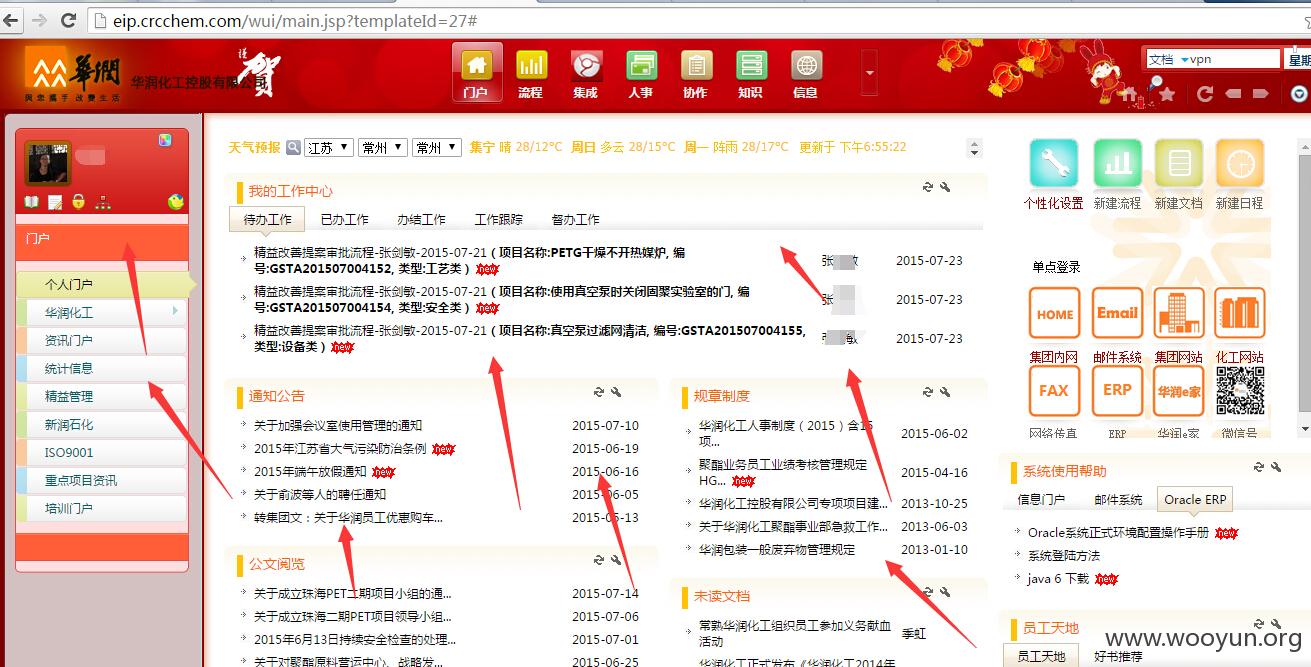 eip.crcchem.com/wui/main.jsp?templateId=27#
華潤
與您攜手 改變生活
华润化工控股有限公司
谨 賀
门户 流程 集成 人事 协作 知识 信息
文档 vpn
星期
天气预报 江苏 常州 常州 集宁 晴 28/12°C 周日 多云 28/15°C 周一 阵雨 28/17°C 更新于 下午6:55:22
门户
个人门户
华润化工
资讯门户
统计信息
精益管理
新润石化
ISO9001
重点项目资讯
培训门户
我的工作中心
待办工作 已办工作 办结工作 工作跟踪 督办工作
精益改善提案审批流程-张剑敏-2015-07-21 ( 项目名称:PETG干燥不开热媒炉, 编
号:GSTA201507004152, 类型:工艺类 ) new
张 敏 2015-07-23
精益改善提案审批流程-张剑敏-2015-07-21 ( 项目名称:使用真空泵时关闭固聚实验室的门, 编
号:GSTA201507004154, 类型:安全类 ) new
张 2015-07-23
精益改善提案审批流程-张剑敏-2015-07-21 ( 项目名称:真空泵过滤网清洁, 编号:GSTA201507004155,
类型:设备类 ) new
张 敏 2015-07-23
通知公告
关于加强会议室使用管理的通知 2015-07-10
2015年江苏省大气污染防治条例 new 2015-06-19
2015年端午放假通知 new 2015-06-16
关于俞波等人的聘任通知 2015-06-05
转集团文：关于华润员工优惠购车... 2015-05-13
公文阅览
关于成立珠海PET二期项目小组的通... 2015-07-14
关于成立珠海二期PET项目领导小组... 2015-07-06
2015年6月13日持续安全检查的处理... 2015-07-01
关于对聚酯原料营运中心、战略发... 2015-06-25
规章制度
华润化工人事制度（2015）含15
项... 2015-06-02
聚酯业务员工业绩考核管理规定
HG... new 2015-04-16
华润化工控股有限公司专项项目建... 2013-10-25
关于华润化工聚酯事业部急救工作... 2013-06-03
华润包装一般废弃物管理规定 2013-01-10
未读文档
常熟华润化工组织员工参加义务献血
活动 季虹
华润化工正式发布《华润化工2014年
个性化设置 新建流程 新建文档 新建日程
单点登录
HOME Email
集团内网 邮件系统 集团网站 化工网站
FAX ERP 华润e家
网络传真 ERP 华润e家 微信号
系统使用帮助
信息门户 邮件系统 Oracle ERP
Oracle系统正式环境配置操作手册 new
系统登陆方法
java 6 下载 new
员工天地
员工天地 好书推荐
www.wooyun.org